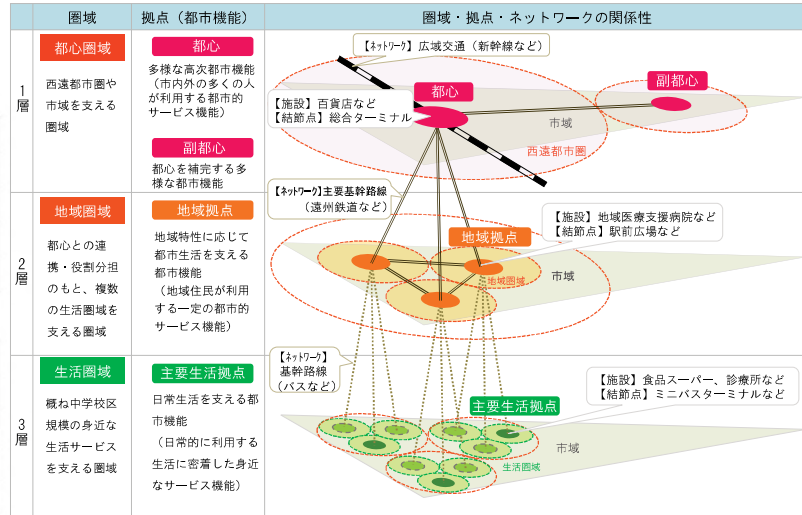 圏域
拠点（都市機能）
圏域・拠点・ネットワークの関係性
1層
都心圏域
西遠都市圏や
市域を支える
圏域
都心
多様な高次都市機能
（市内外の多くの人
が利用する都市的
サービス機能）
副都心
都心を補完する多
様な都市機能
【ﾈｯﾄﾜｰｸ】広域交通（新幹線など）
都心
副都心
【施設】百貨店など
【結節点】総合ターミナル
市域
西遠都市圏
【ﾈｯﾄﾜｰｸ】主要基幹路線
（遠州鉄道など）
2層
地域圏域
都心との連
携・役割分担
のもと、複数
の生活圏域を
支える圏域
地域拠点
地域特性に応じて
都市生活を支える
都市機能
（地域住民が利用
する一定の都市的
サービス機能）
【施設】地域医療支援病院など
【結節点】駅前広場など
地域拠点
地域圏域
市域
【ﾈｯﾄﾜｰｸ】
基幹路線
（バスなど）
3層
生活圏域
概ね中学校区
規模の身近な
生活サービス
を支える圏域
主要生活拠点
日常生活を支える都
市機能
（日常的に利用する
生活に密着した身近
なサービス機能）
【施設】食品スーパー、診療所など
【結節点】ミニバスターミナルなど
主要生活拠点
市域
生活圏域